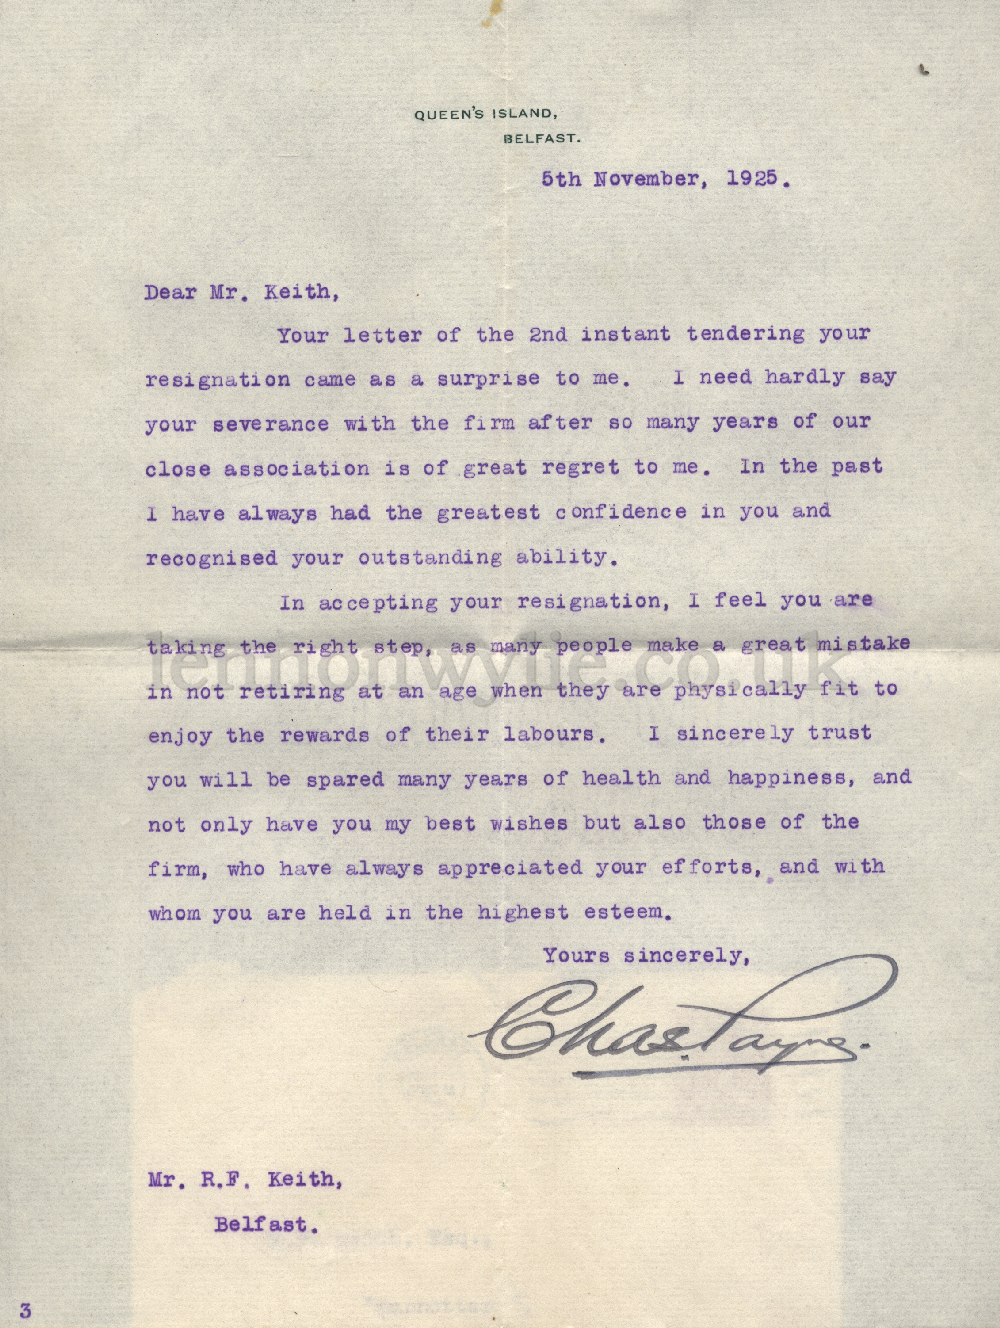 QUEEN'S ISLAND,
BELFAST.
5th November, 1925.
Dear Mr. Keith,
Your letter of the 2nd instant tendering your
resignation came as a surprise to me. I need hardly say
your severance with the firm after so many years of our
close association is of great regret to me. In the past
I have always had the greatest confidence in you and
recognised your outstanding ability.
In accepting your resignation, I feel you are
taking the right step, as many people make a great mistake
lennonwylie.co.uk
in not retiring at an age when they are physically fit to
enjoy the rewards of their labours. I sincerely trust
you will be spared many years of health and happiness, and
not only have you my best wishes but also those of the
firm, who have always appreciated your efforts, and with
whom you are held in the highest esteem.
Yours sincerely,
Chas. Payne.
Mr. R.F. Keith,
Belfast.
3